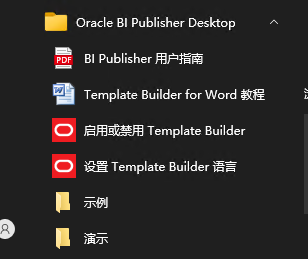 Oracle BI Publisher Desktop
BI Publisher 用户指南
Template Builder for Word 教程
启用或禁用 Template Builder
设置 Template Builder 语言
示例
演示